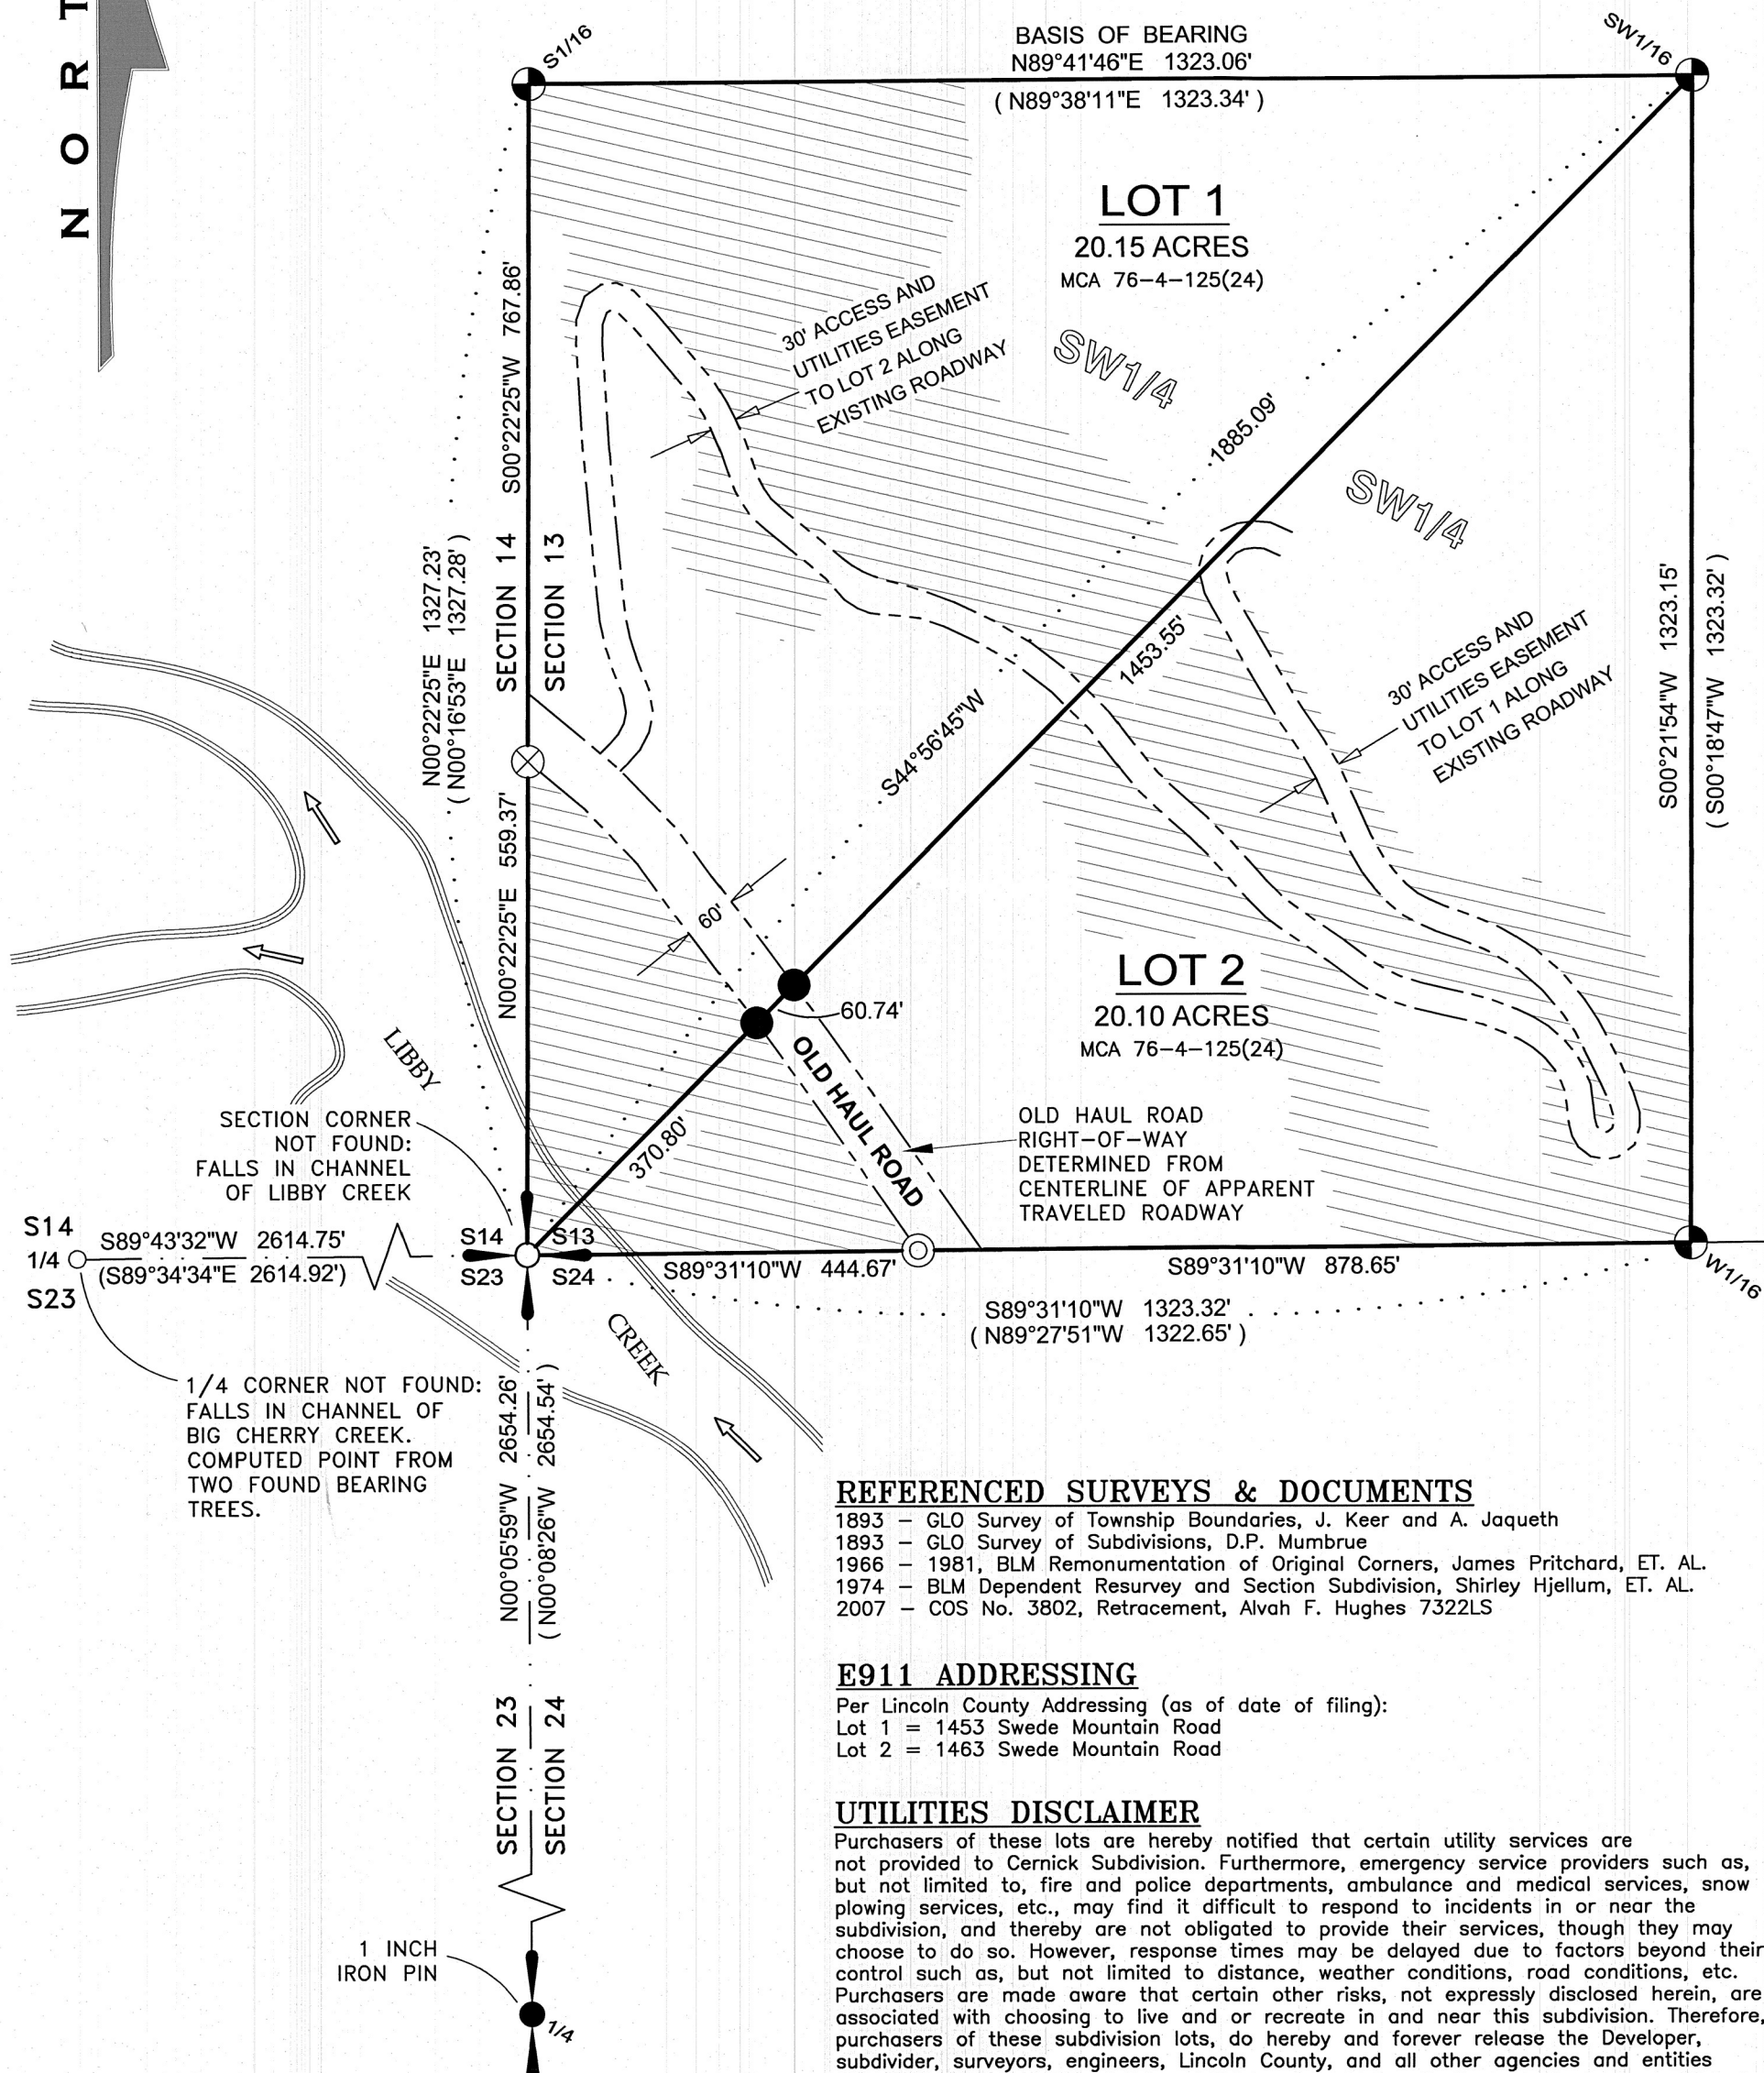 N O R T
S1/16
BASIS OF BEARING
N89°41'46"E 1323.06'
( N89°38'11"E 1323.34' )
SW1/16
LOT 1
20.15 ACRES
MCA 76-4-125(24)
S00°22'25"W 767.86'
30' ACCESS AND
UTILITIES EASEMENT
TO LOT 2 ALONG
EXISTING ROADWAY
SW1/4
1885.09'
SW1/4
N00°22'25"E 1327.23'
( N00°16'53"E 1327.28' )
SECTION 14
SECTION 13
1453.55'
S44°56'45"W
30' ACCESS AND
UTILITIES EASEMENT
TO LOT 1 ALONG
EXISTING ROADWAY
S00°21'54"W 1323.15'
( S00°18'47"W 1323.32' )
N00°22'25"E 559.37'
60'
60.74'
LOT 2
20.10 ACRES
MCA 76-4-125(24)
LIBBY
OLD HAUL ROAD
370.80'
SECTION CORNER
NOT FOUND:
FALLS IN CHANNEL
OF LIBBY CREEK
OLD HAUL ROAD
RIGHT-OF-WAY
DETERMINED FROM
CENTERLINE OF APPARENT
TRAVELED ROADWAY
S14
1/4
S23
S89°43'32"W 2614.75'
(S89°34'34"E 2614.92')
S14
S13
S23
S24
S89°31'10"W 444.67'
S89°31'10"W 878.65'
W1/16
S89°31'10"W 1323.32'
( N89°27'51"W 1322.65' )
CREEK
1/4 CORNER NOT FOUND:
FALLS IN CHANNEL OF
BIG CHERRY CREEK.
COMPUTED POINT FROM
TWO FOUND BEARING
TREES.
N00°05'59"W 2654.26'
( N00°08'26"W 2654.54' )
SECTION 23
SECTION 24
1 INCH
IRON PIN
1/4
REFERENCED SURVEYS & DOCUMENTS
1893 - GLO Survey of Township Boundaries, J. Keer and A. Jaqueth
1893 - GLO Survey of Subdivisions, D.P. Mumbrue
1966 - 1981, BLM Remonumentation of Original Corners, James Pritchard, ET. AL.
1974 - BLM Dependent Resurvey and Section Subdivision, Shirley Hjellum, ET. AL.
2007 - COS No. 3802, Retracement, Alvah F. Hughes 7322LS
E911 ADDRESSING
Per Lincoln County Addressing (as of date of filing):
Lot 1 = 1453 Swede Mountain Road
Lot 2 = 1463 Swede Mountain Road
UTILITIES DISCLAIMER
Purchasers of these lots are hereby notified that certain utility services are
not provided to Cernick Subdivision. Furthermore, emergency service providers such as,
but not limited to, fire and police departments, ambulance and medical services, snow
plowing services, etc., may find it difficult to respond to incidents in or near the
subdivision, and thereby are not obligated to provide their services, though they may
choose to do so. However, response times may be delayed due to factors beyond their
control such as, but not limited to distance, weather conditions, road conditions, etc.
Purchasers are made aware that certain other risks, not expressly disclosed herein, are
associated with choosing to live and or recreate in and near this subdivision. Therefore,
purchasers of these subdivision lots, do hereby and forever release the Developer,
subdivider, surveyors, engineers, Lincoln County, and all other agencies and entities